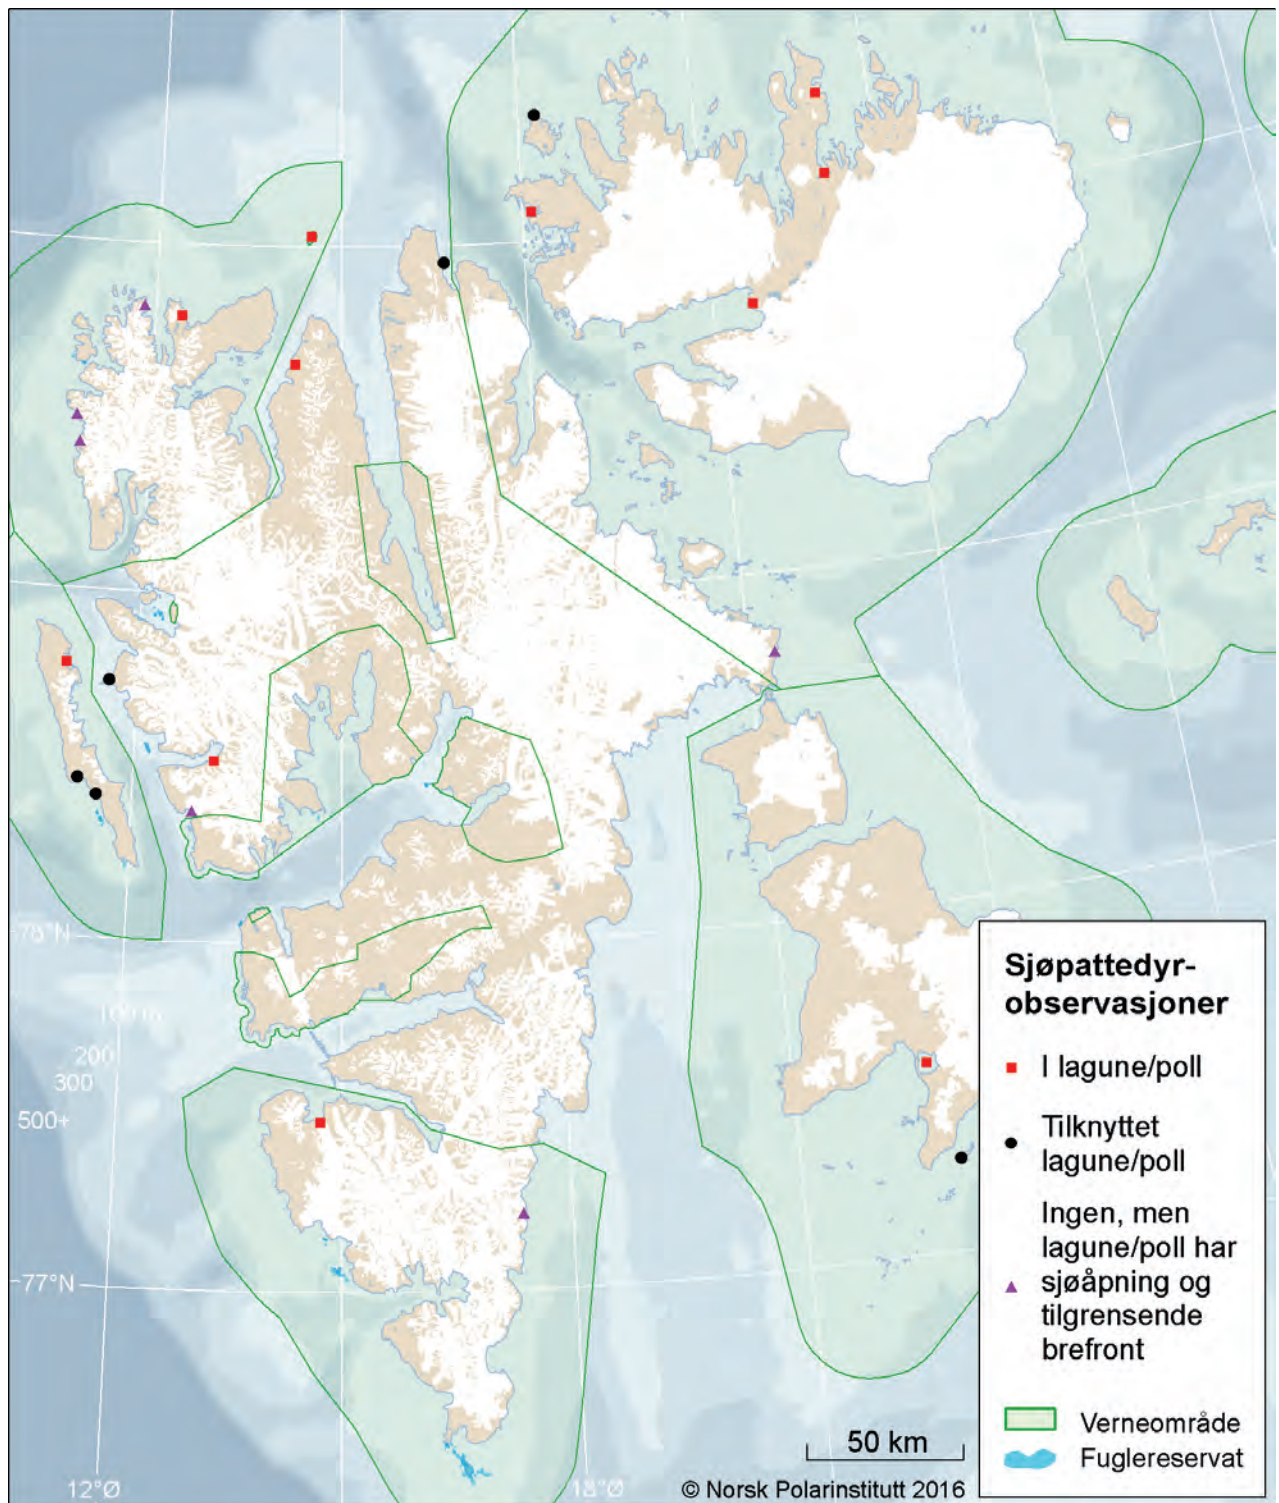 78°N
200
300
500+
77°N
12°Ø
18°Ø
50 km
© Norsk Polarinstitutt 2016
Sjøpattedyr-
observasjoner
I lagune/poll
Tilknyttet
lagune/poll
Ingen, men
lagune/poll har
sjøåpning og
tilgrensende
brefront
Verneområde
Fuglereservat